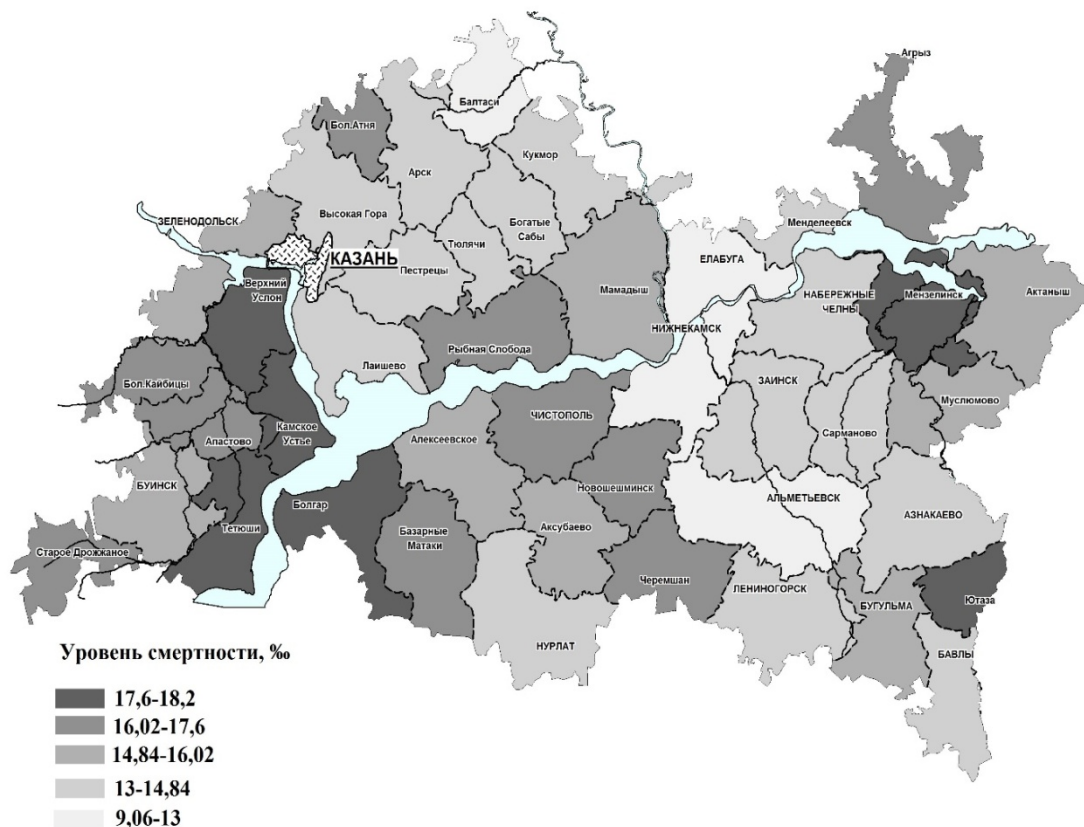 Агрыз
Балтаси
Бол.Атня
Кукмор
Арск
ЗЕЛЕНОДОЛЬСК
Высокая Гора
Богатые
Сабы
Менделеевск
Тюлячи
КАЗАНЬ
Пестрецы
ЕЛАБУГА
Верхний
Услон
Мамадыш
НАБЕРЕЖНЫЕ
ЧЕЛНЫ
Мензелинск
Актаныш
НИЖНЕКАМСК
Рыбная Слобода
Лаишево
Бол.Кайбицы
ЗАИНСК
Муслюмово
ЧИСТОПОЛЬ
Камское
Устье
Апастово
Алексеевское
Сарманово
БУИНСК
Новошешминск
АЛЬМЕТЬЕВСК
Болгар
АЗНАКАЕВО
Тетюши
Базарные
Матаки
Аксубаево
Старое Дрожжаное
Черемшан
ЛЕНИНОГОРСК
БУГУЛЬМА
Ютаза
НУРЛАТ
БАВЛЫ
Уровень смертности, ‰
17,6-18,2
16,02-17,6
14,84-16,02
13-14,84
9,06-13